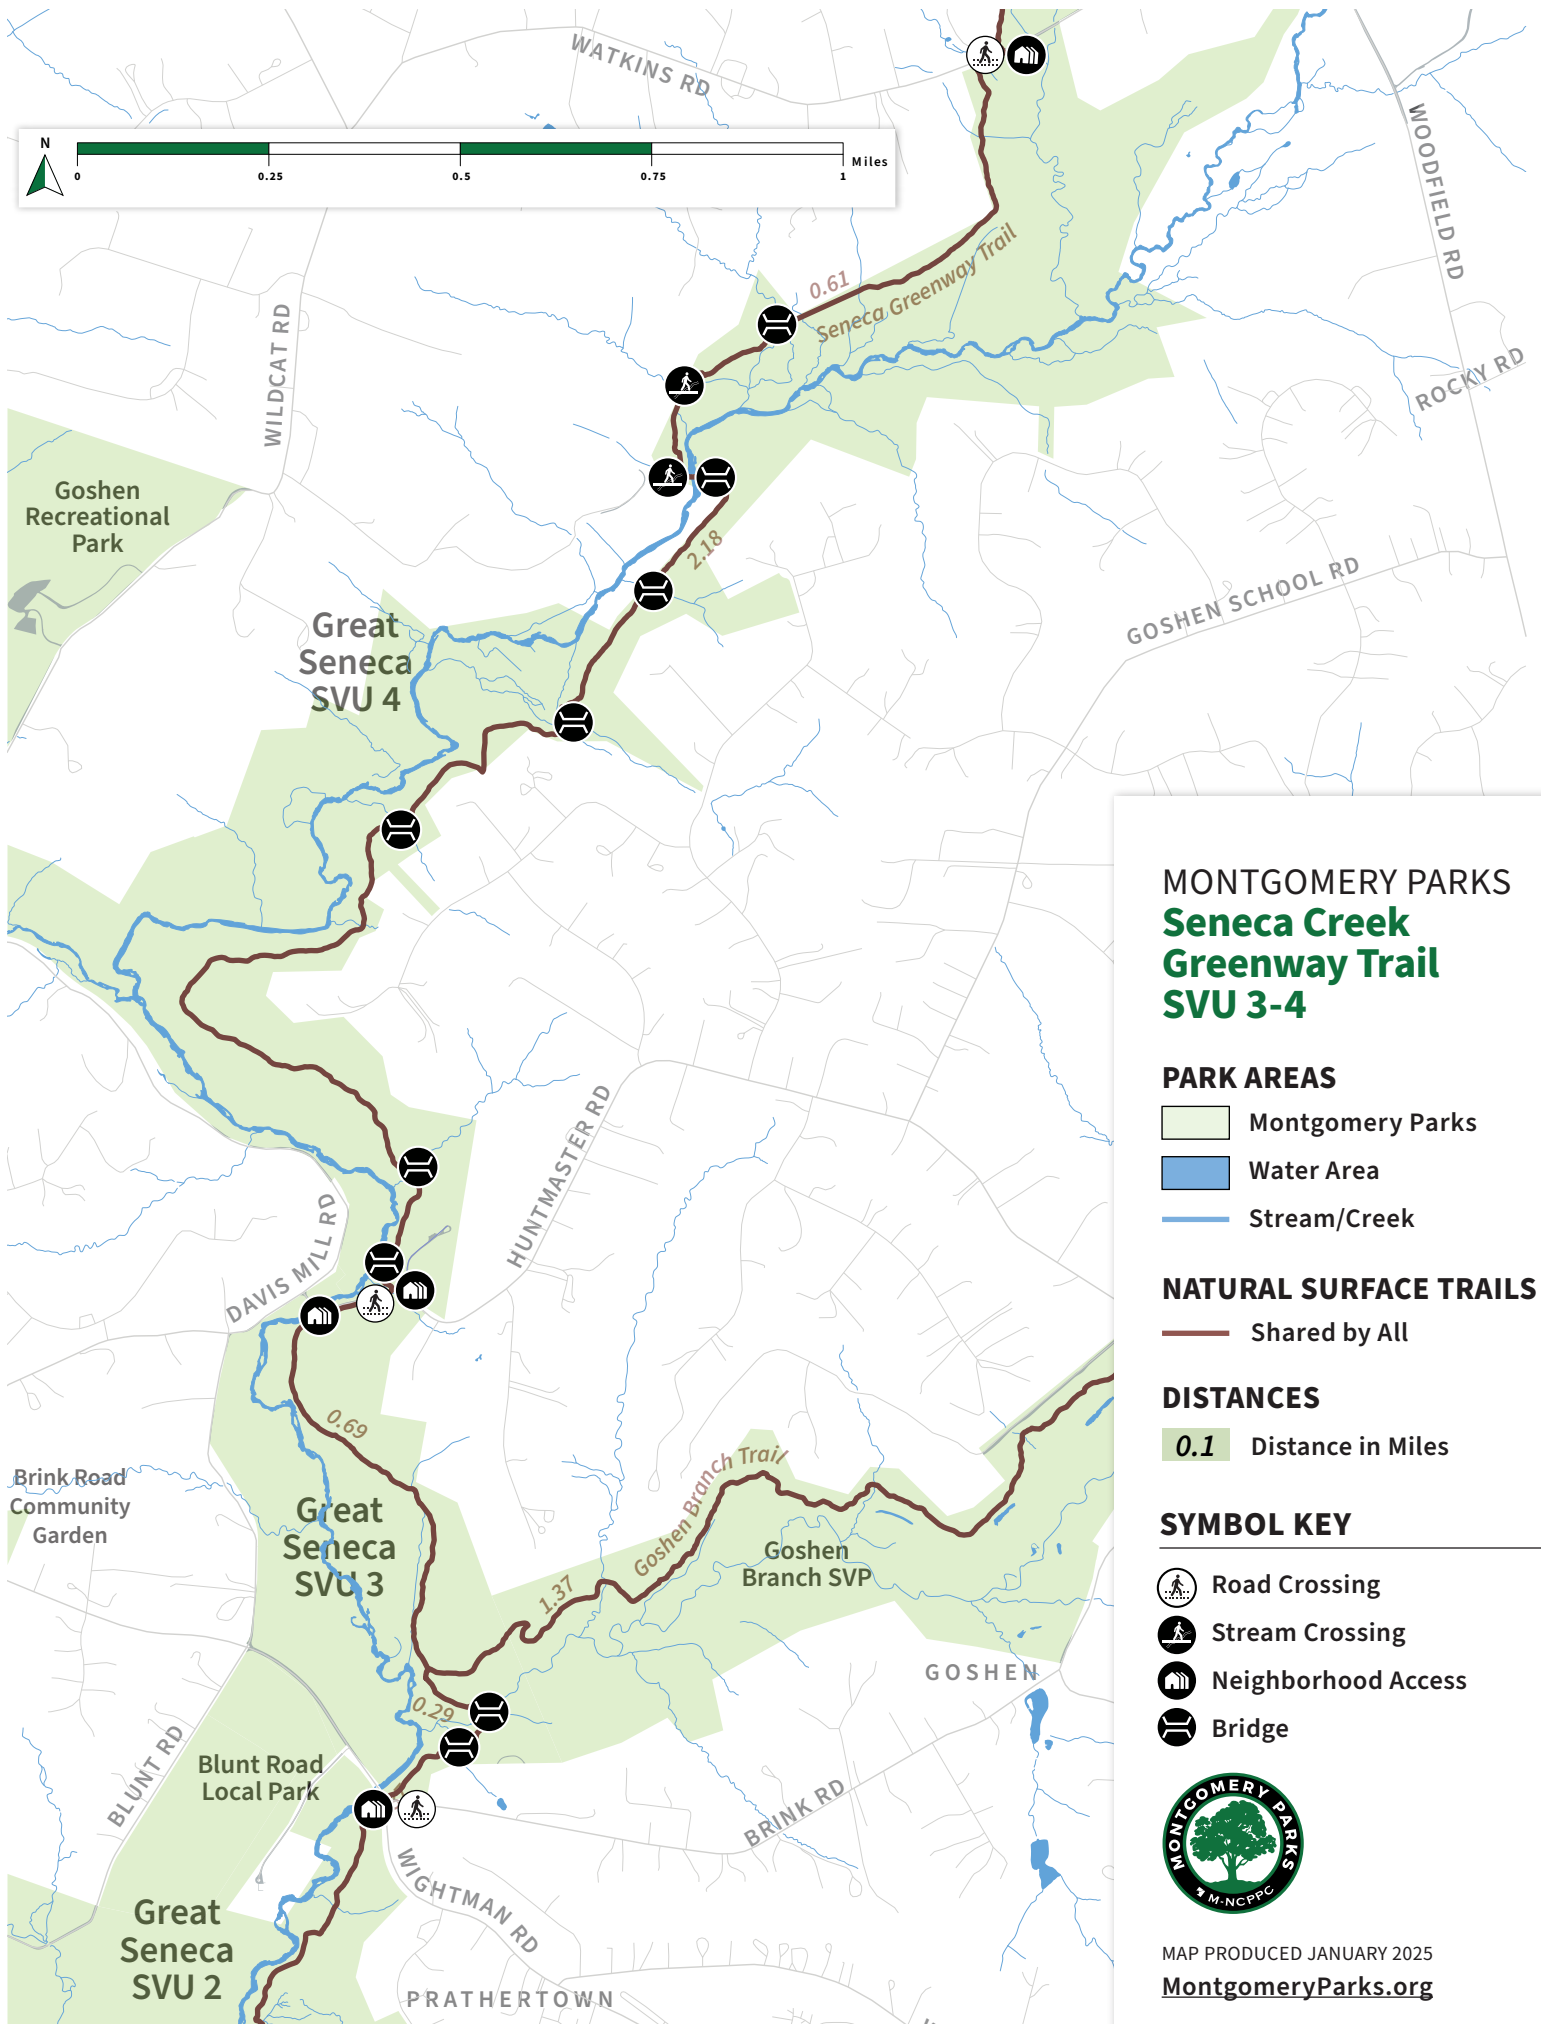 WATKINS RD
N
0
0.25
0.5
0.75
1
Miles
WOODFIELD RD
0.61
Seneca Greenway Trail
WILDCAT RD
ROCKY RD
Goshen
Recreational
Park
2.18
GOSHEN SCHOOL RD
Great
Seneca
SVU 4
HUNTMASTER RD
DAVIS MILL RD
0.69
Goshen Branch Trail
Brink Road
Community
Garden
Great
Seneca
SVU 3
Goshen
Branch SVP
1.37
GOSHEN
0.29
BLUNT RD
Blunt Road
Local Park
BRINK RD
WIGHTMAN RD
Great
Seneca
SVU 2
PRATHERTOWN
MONTGOMERY PARKS
Seneca Creek
Greenway Trail
SVU 3-4
PARK AREAS
Montgomery Parks
Water Area
Stream/Creek
NATURAL SURFACE TRAILS
Shared by All
DISTANCES
0.1 Distance in Miles
SYMBOL KEY
Road Crossing
Stream Crossing
Neighborhood Access
Bridge
MONTGOMERY PARKS
M-NCPPC
MAP PRODUCED JANUARY 2025
MontgomeryParks.org